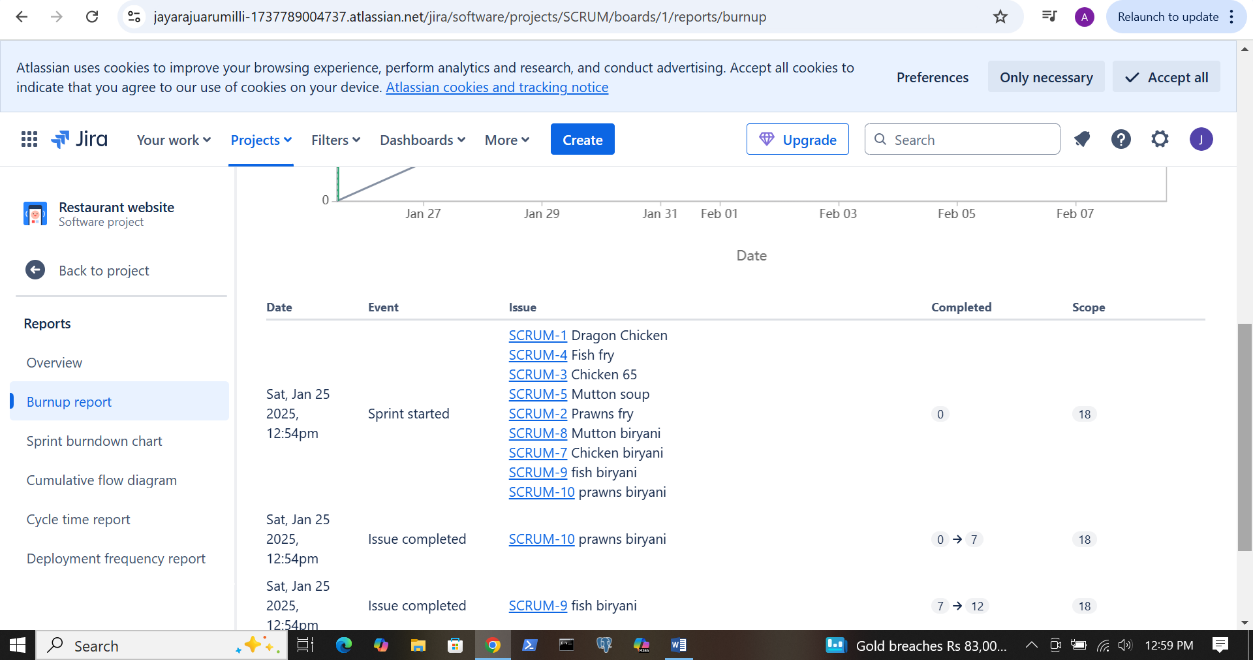 jayarajuarumilli-1737789004737.atlassian.net/jira/software/projects/SCRUM/boards/1/reports/burnup
A
Relaunch to update
Atlassian uses cookies to improve your browsing experience, perform analytics and research, and conduct advertising. Accept all cookies to
indicate that you agree to our use of cookies on your device. Atlassian cookies and tracking notice
Preferences
Only necessary
Accept all
Jira
Your work
Projects
Filters
Dashboards
More
Create
Upgrade
Search
J
Restaurant website
Software project
Back to project
Reports
Overview
Burnup report
Sprint burndown chart
Cumulative flow diagram
Cycle time report
Deployment frequency report
0
Jan 27 Jan 29 Jan 31 Feb 01 Feb 03 Feb 05 Feb 07
Date
Date Event Issue Completed Scope
SCRUM-1 Dragon Chicken
SCRUM-4 Fish fry
SCRUM-3 Chicken 65
Sat, Jan 25 SCRUM-5 Mutton soup
2025, Sprint started SCRUM-2 Prawns fry 0 18
12:54pm SCRUM-8 Mutton biryani
SCRUM-7 Chicken biryani
SCRUM-9 fish biryani
SCRUM-10 prawns biryani
Sat, Jan 25
2025, Issue completed SCRUM-10 prawns biryani 0 → 7 18
12:54pm
Sat, Jan 25
2025, Issue completed SCRUM-9 fish biryani 7 → 12 18
12:54pm
Search
Gold breaches Rs 83,00...
12:59 PM